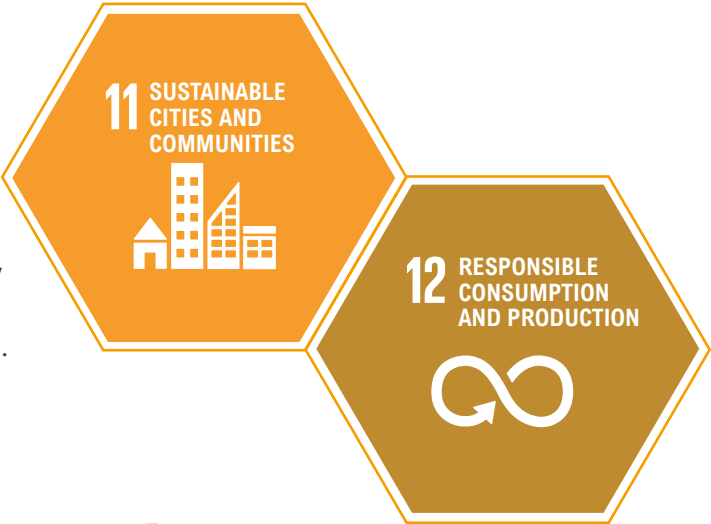 11 SUSTAINABLE
CITIES AND
COMMUNITIES
12 RESPONSIBLE
CONSUMPTION
AND PRODUCTION